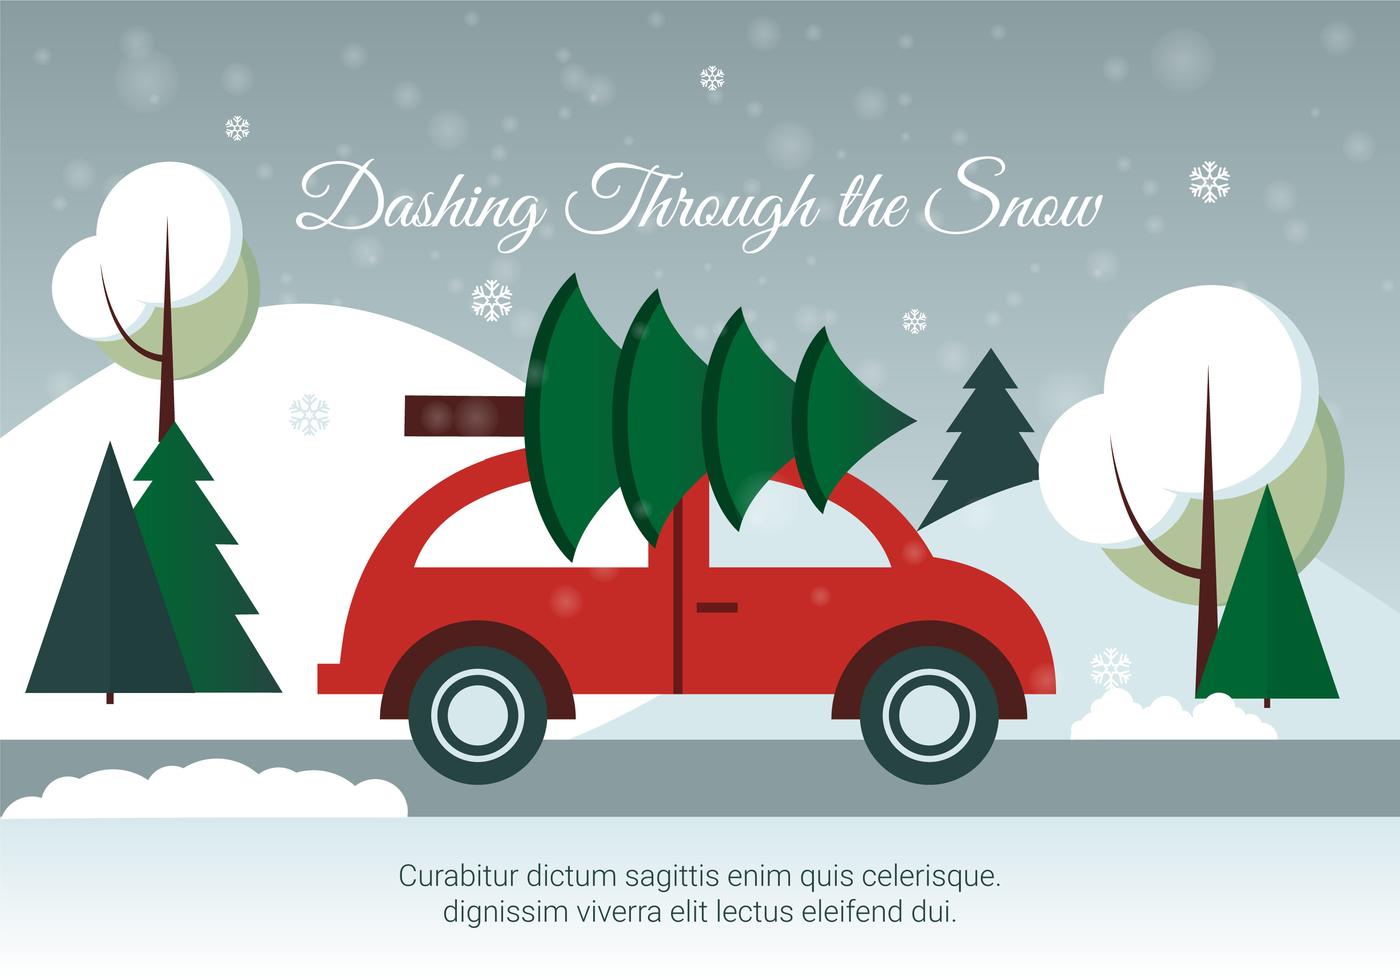 Dashing Through the Snow
Curabitur dictum sagittis enim quis celerisque.
dignissim viverra elit lectus eleifend dui.